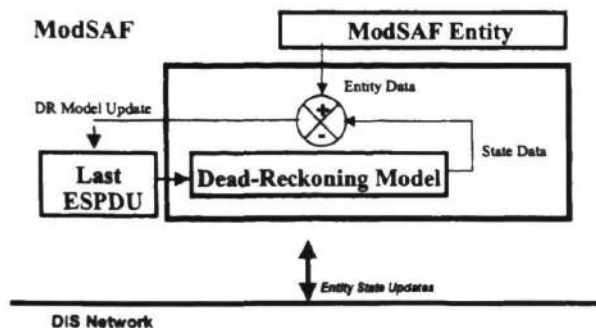 ModSAF
ModSAF Entity
Entity Data
DR Model Update
+
-
State Data
Last
ESPDU
Dead-Reckoning Model
Entity State Updates
DIS Network